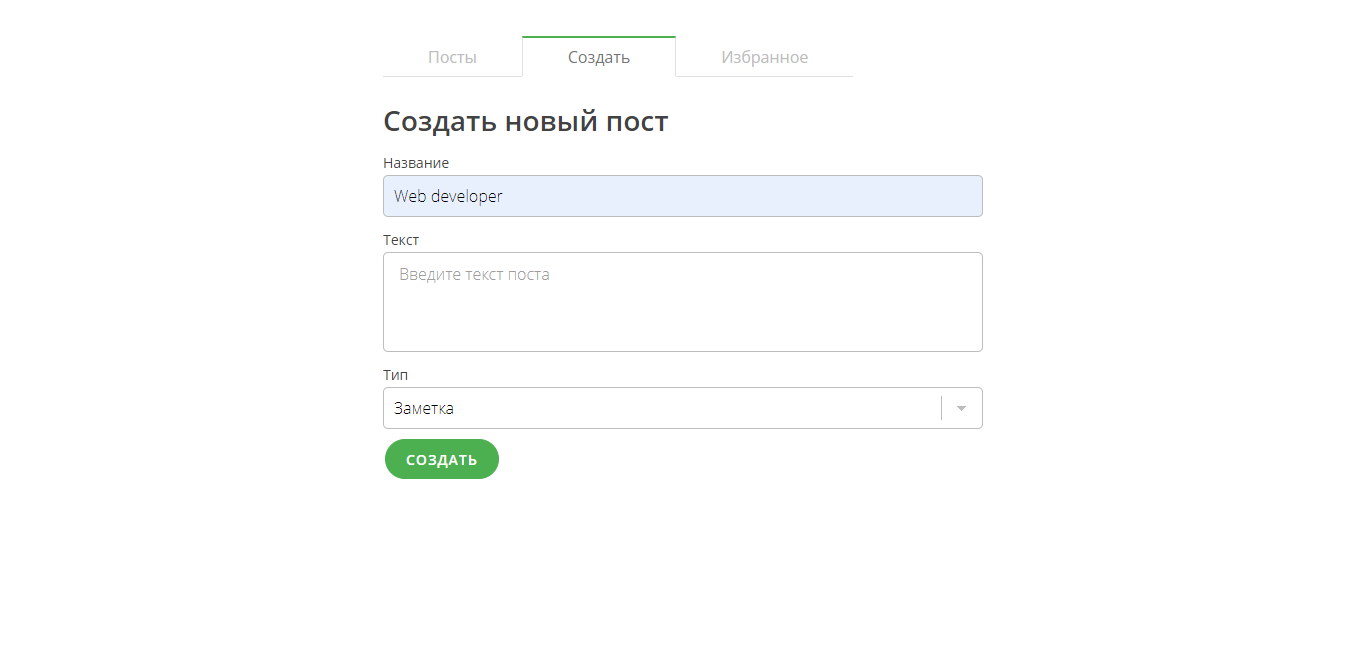 Посты Создать Избранное
Создать новый пост
Название
Web developer
Текст
Введите текст поста
Тип
Заметка
СОЗДАТЬ